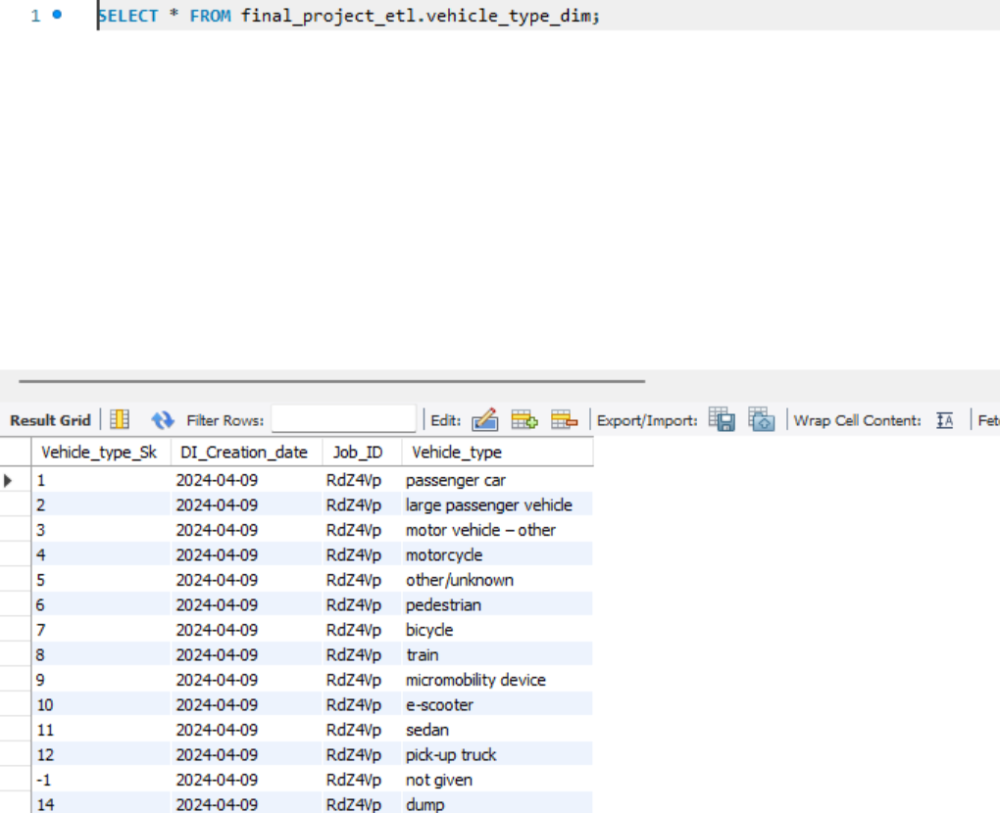 1 SELECT * FROM final_project_etl.vehicle_type_dim;
Result Grid Filter Rows: Edit: Export/Import: Wrap Cell Content: Fet
Vehicle_type_Sk DI_Creation_date Job_ID Vehicle_type
1 2024-04-09 RdZ4Vp passenger car
2 2024-04-09 RdZ4Vp large passenger vehicle
3 2024-04-09 RdZ4Vp motor vehicle – other
4 2024-04-09 RdZ4Vp motorcycle
5 2024-04-09 RdZ4Vp other/unknown
6 2024-04-09 RdZ4Vp pedestrian
7 2024-04-09 RdZ4Vp bicycle
8 2024-04-09 RdZ4Vp train
9 2024-04-09 RdZ4Vp micromobility device
10 2024-04-09 RdZ4Vp e-scooter
11 2024-04-09 RdZ4Vp sedan
12 2024-04-09 RdZ4Vp pick-up truck
-1 2024-04-09 RdZ4Vp not given
14 2024-04-09 RdZ4Vp dump